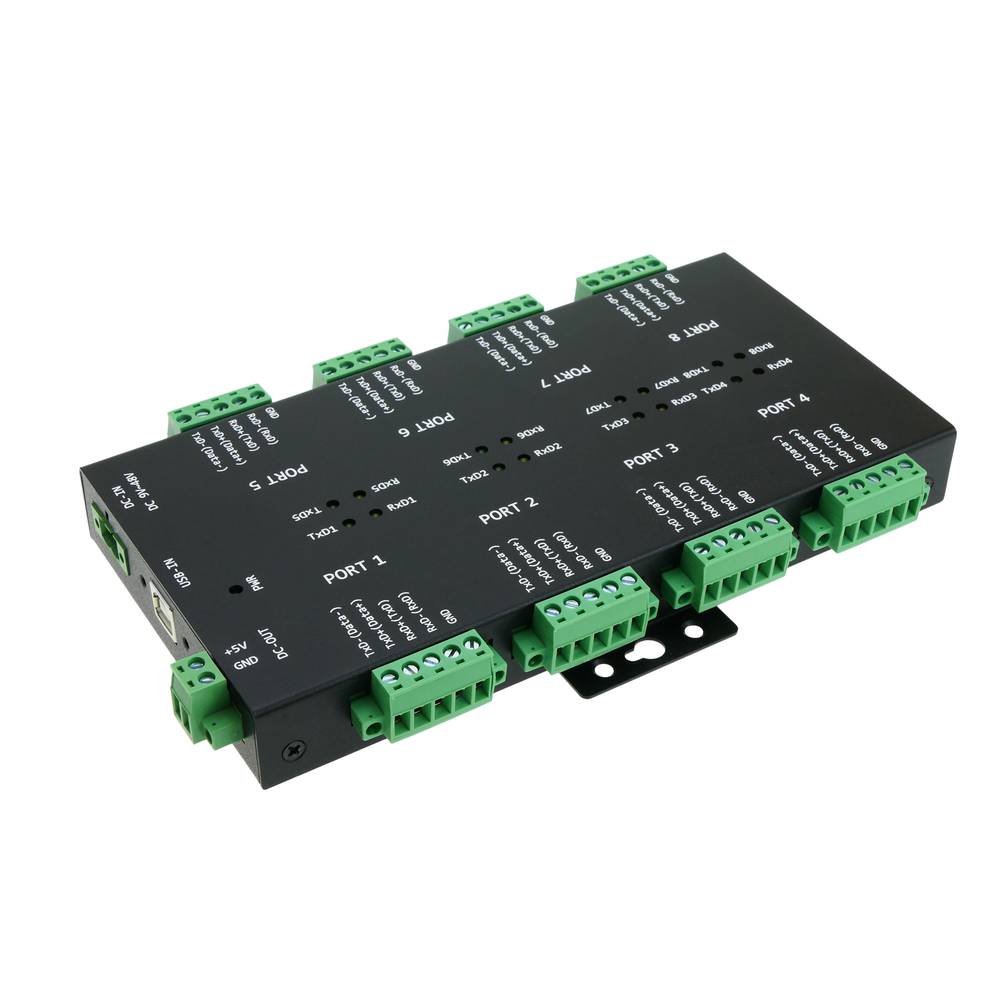 GND
RxD-(RxD)
RxD+(TxD)
TxD+(Data+)
TxD-(Data-)
PORT 8
GND
RxD-(RxD)
RxD+(TxD)
TxD+(Data+)
TxD-(Data-)
PORT 7
GND
RxD-(RxD)
RxD+(TxD)
TxD+(Data+)
TxD-(Data-)
PORT 6
GND
RxD-(RxD)
RxD+(TxD)
TxD+(Data+)
TxD-(Data-)
PORT 5
RxD8
TxD8
TxD4
RxD4
RxD7
TxD7
TxD3
RxD3
RxD6
TxD6
TxD2
RxD2
RxD5
TxD5
TxD1
RxD1
DC-IN
DC 9V~48V
USB-IN
PWR
DC-OUT
+5V
GND
PORT 1
TxD-(Data-)
TxD+(Data+)
RxD+(TxD)
RxD-(RxD)
GND
PORT 2
TxD-(Data-)
TxD+(Data+)
RxD+(TxD)
RxD-(RxD)
GND
PORT 3
TxD-(Data-)
TxD+(Data+)
RxD+(TxD)
RxD-(RxD)
GND
PORT 4
TxD-(Data-)
TxD+(Data+)
RxD+(TxD)
RxD-(RxD)
GND